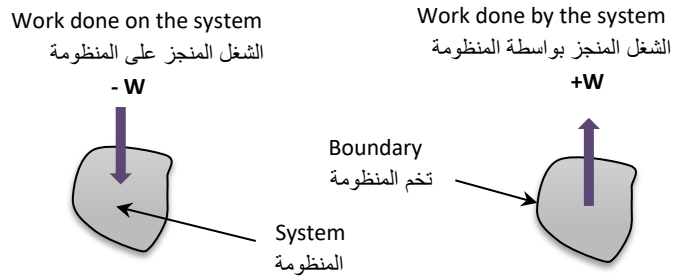 Work done on the system
الشغل المنجز على المنظومة
- W
Work done by the system
الشغل المنجز بواسطة المنظومة
+W
Boundary
تخم المنظومة
System
المنظومة